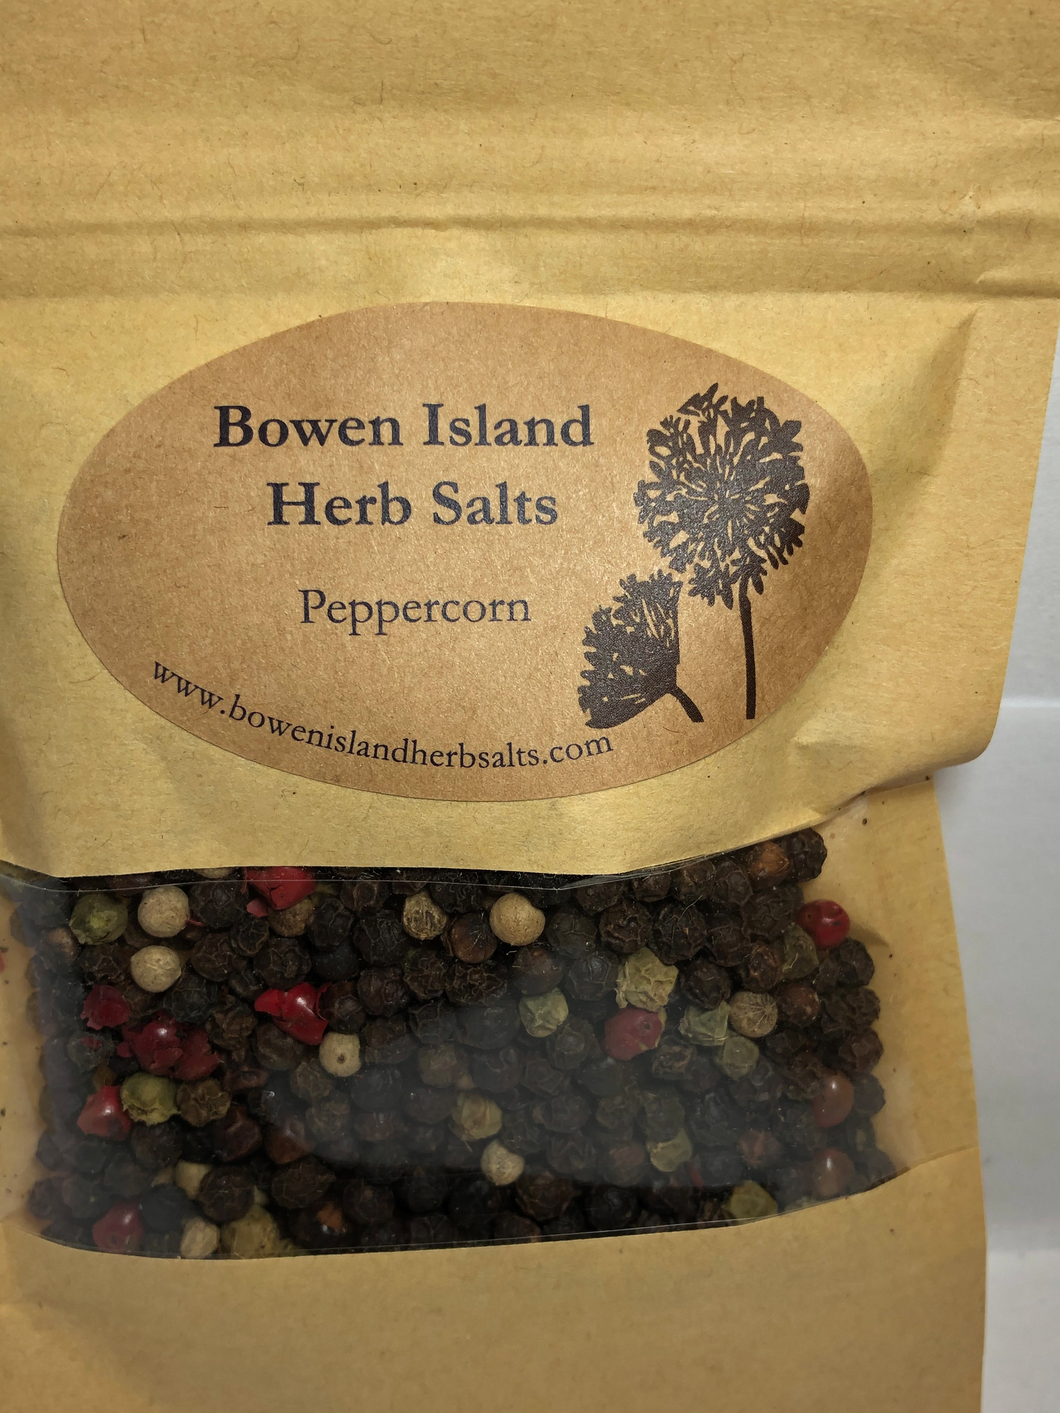 Bowen Island
Herb Salts
Peppercorn
www.bowenislandherbsalts.com